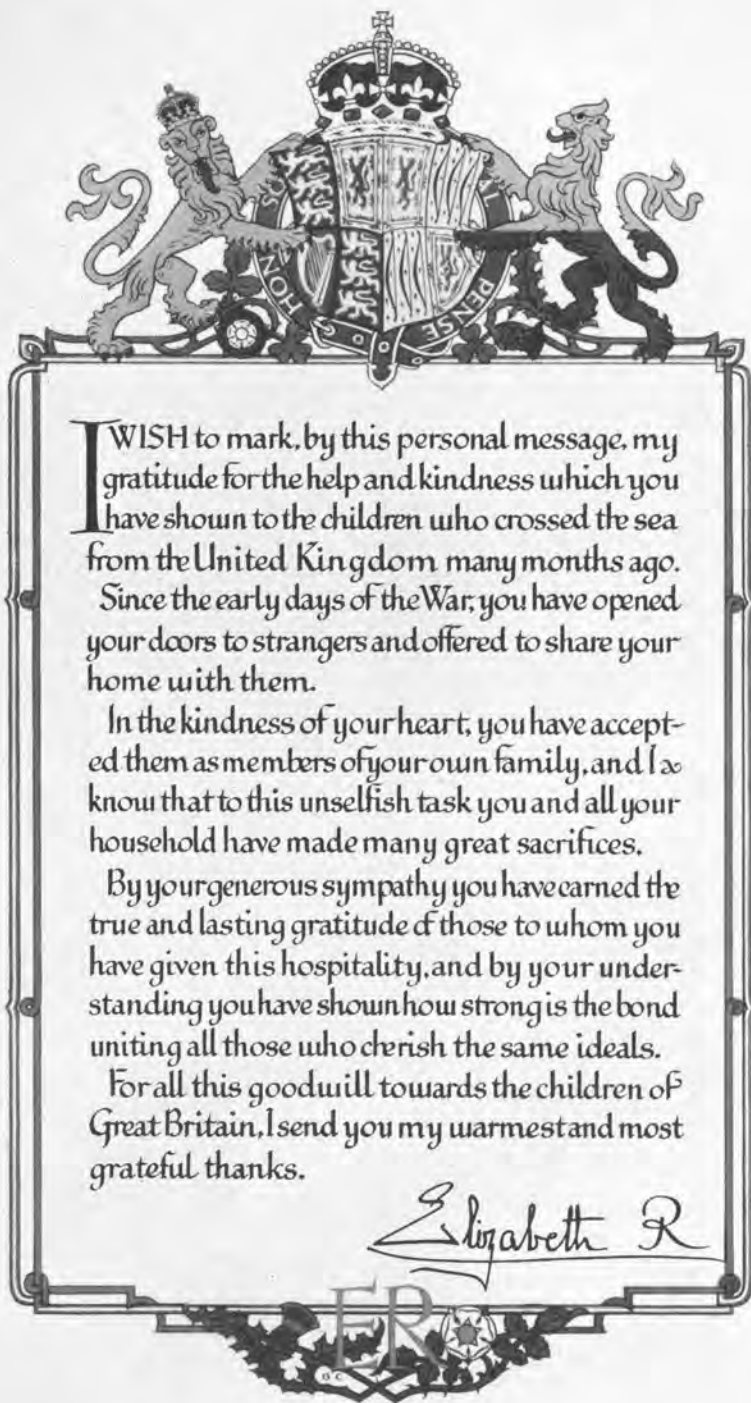 HON
SO
AL
PENSE
I WISH to mark, by this personal message, my
gratitude for the help and kindness which you
have shown to the children who crossed the sea
from the United Kingdom many months ago.
Since the early days of the War, you have opened
your doors to strangers and offered to share your
home with them.
In the kindness of your heart, you have accept-
ed them as members of your own family, and I
know that to this unselfish task you and all your
household have made many great sacrifices.
By your generous sympathy you have earned the
true and lasting gratitude of those to whom you
have given this hospitality, and by your under-
standing you have shown how strong is the bond
uniting all those who cherish the same ideals.
For all this goodwill towards the children of
Great Britain, I send you my warmest and most
grateful thanks.
Elizabeth R
ER